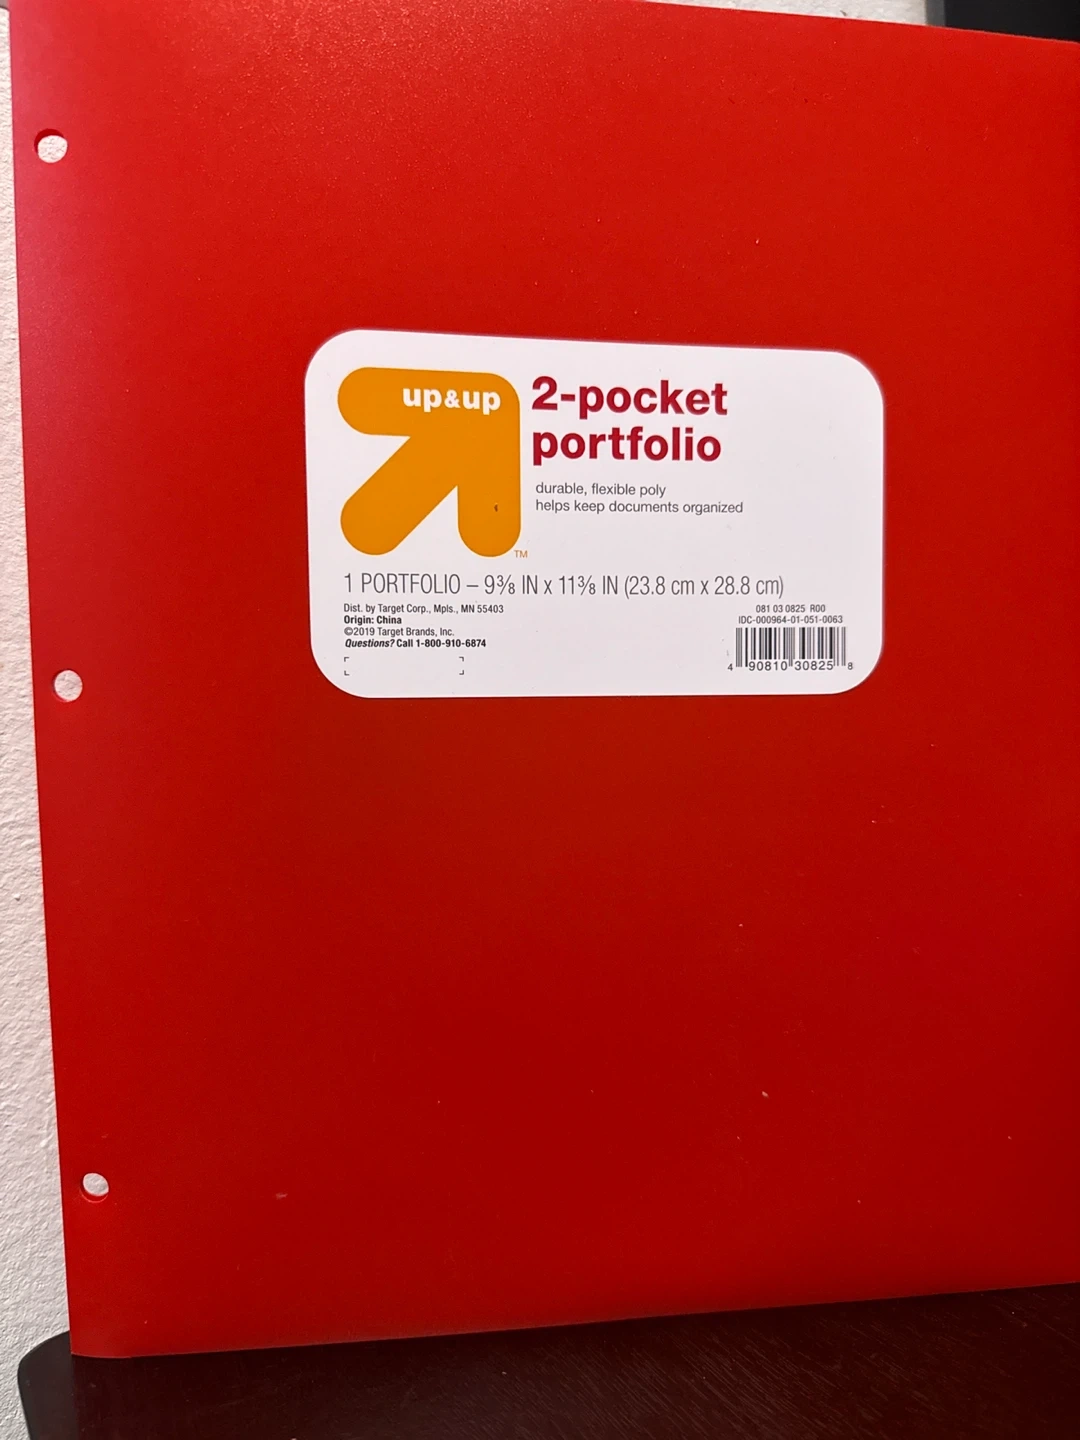 up&up
2-pocket
portfolio
durable, flexible poly
helps keep documents organized
TM
1 PORTFOLIO – 9⅜ IN x 11⅜ IN (23.8 cm x 28.8 cm)
Dist. by Target Corp., Mpls., MN 55403
Origin: China
©2019 Target Brands, Inc.
Questions? Call 1-800-910-6874
081 03 0825 R00
IDC-000964-01-051-0063
4 90810 30825 8